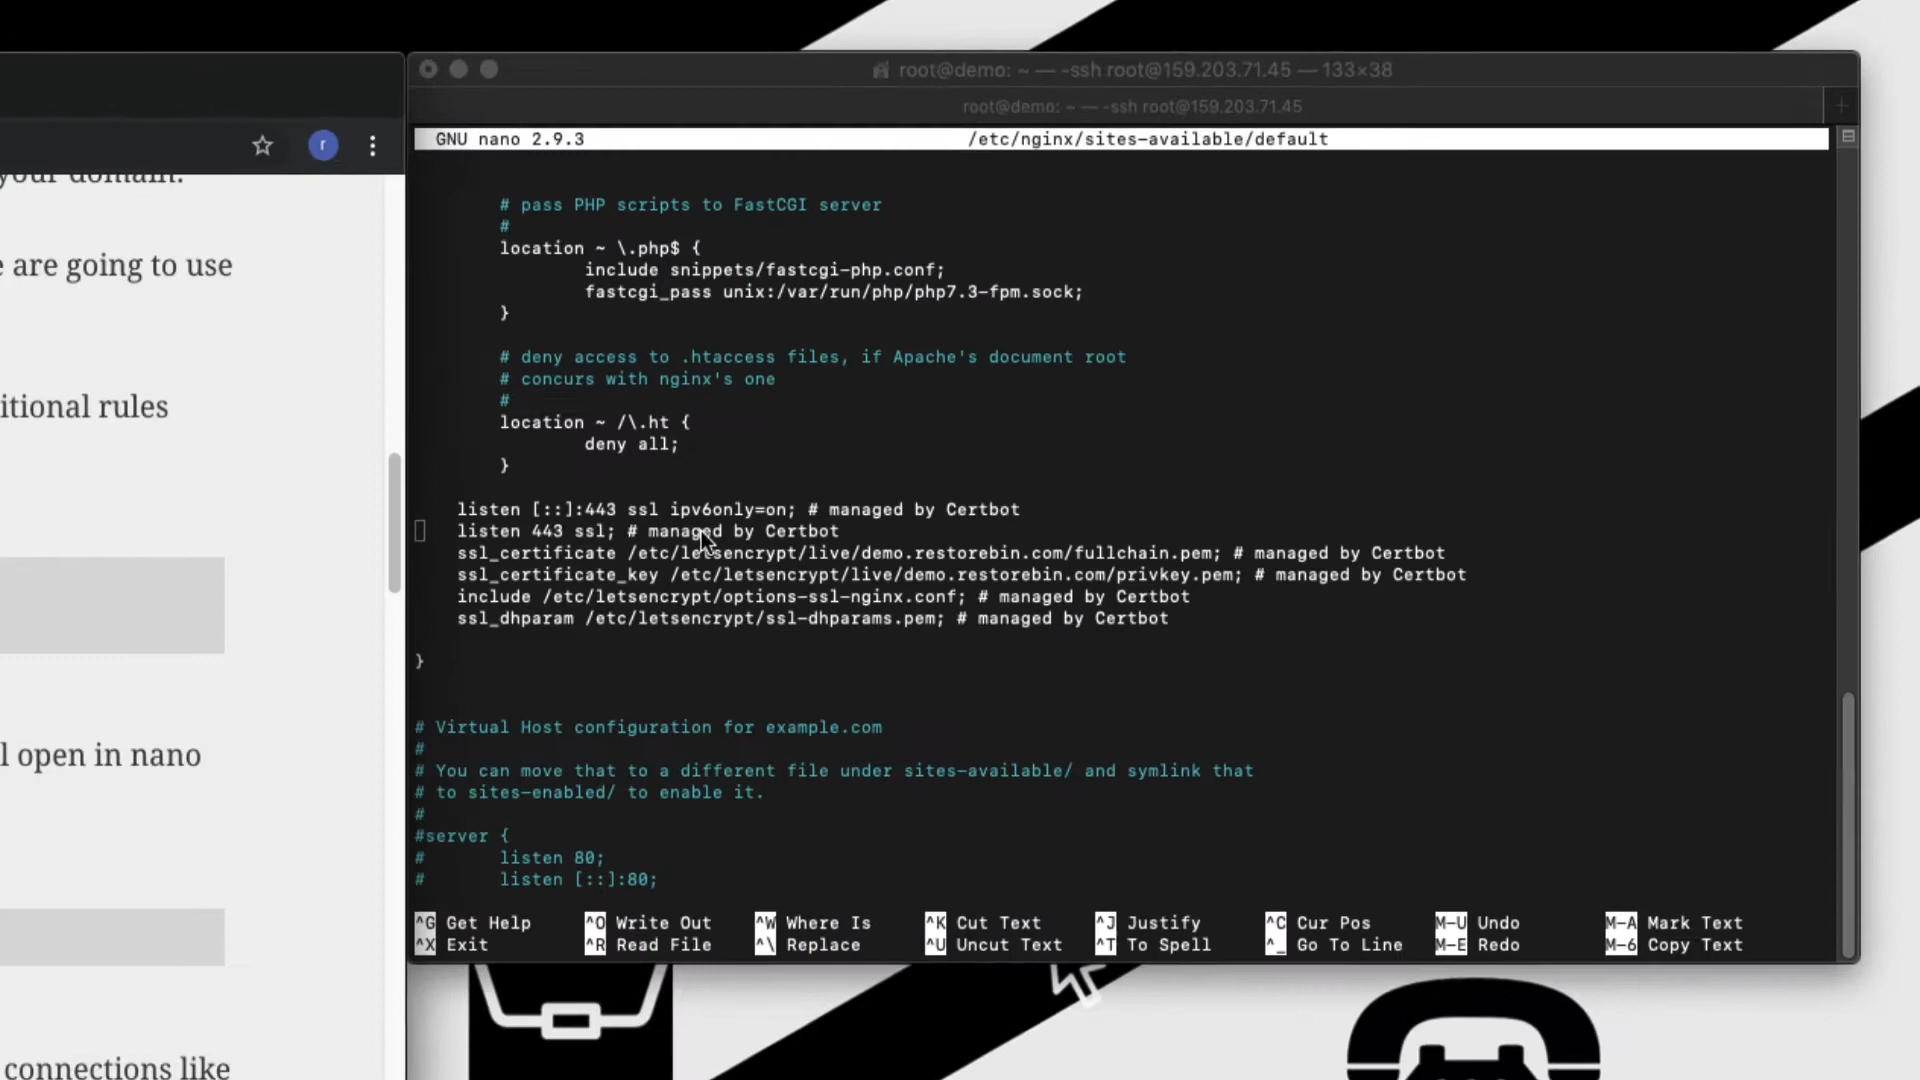 your domain.
e are going to use
itional rules
l open in nano
connections like
r
root@demo: ~ — -ssh root@159.203.71.45 — 133×38
root@demo: ~ — -ssh root@159.203.71.45
+
GNU nano 2.9.3 /etc/nginx/sites-available/default
# pass PHP scripts to FastCGI server
#
location ~ \.php$ {
include snippets/fastcgi-php.conf;
fastcgi_pass unix:/var/run/php/php7.3-fpm.sock;
}
# deny access to .htaccess files, if Apache's document root
# concurs with nginx's one
#
location ~ /\.ht {
deny all;
}
listen [::]:443 ssl ipv6only=on; # managed by Certbot
listen 443 ssl; # managed by Certbot
ssl_certificate /etc/letsencrypt/live/demo.restorebin.com/fullchain.pem; # managed by Certbot
ssl_certificate_key /etc/letsencrypt/live/demo.restorebin.com/privkey.pem; # managed by Certbot
include /etc/letsencrypt/options-ssl-nginx.conf; # managed by Certbot
ssl_dhparam /etc/letsencrypt/ssl-dhparams.pem; # managed by Certbot
}
# Virtual Host configuration for example.com
#
# You can move that to a different file under sites-available/ and symlink that
# to sites-enabled/ to enable it.
#
#server {
# listen 80;
# listen [::]:80;
^G Get Help ^O Write Out ^W Where Is ^K Cut Text ^J Justify ^C Cur Pos M-U Undo M-A Mark Text
^X Exit ^R Read File ^\ Replace ^U Uncut Text ^T To Spell ^_ Go To Line M-E Redo M-6 Copy Text